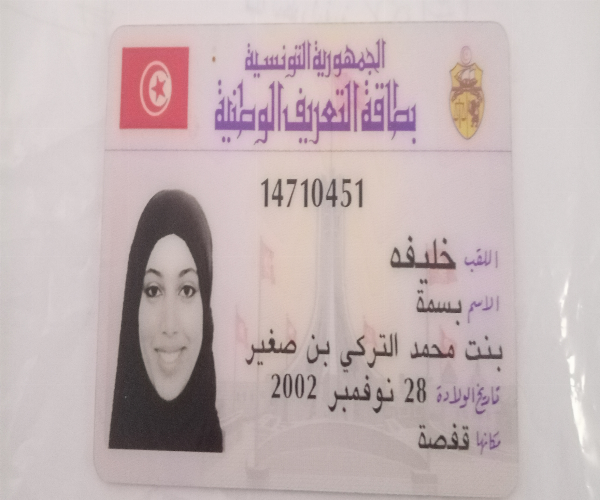 الجمهورية التونسية
بطاقة التعريف الوطنية
14710451
اللقب خليفه
الاسم بسمة
بنت محمد التركي بن صغير
تاريخ الولادة 28 نوفمبر 2002
مكانها قفصة